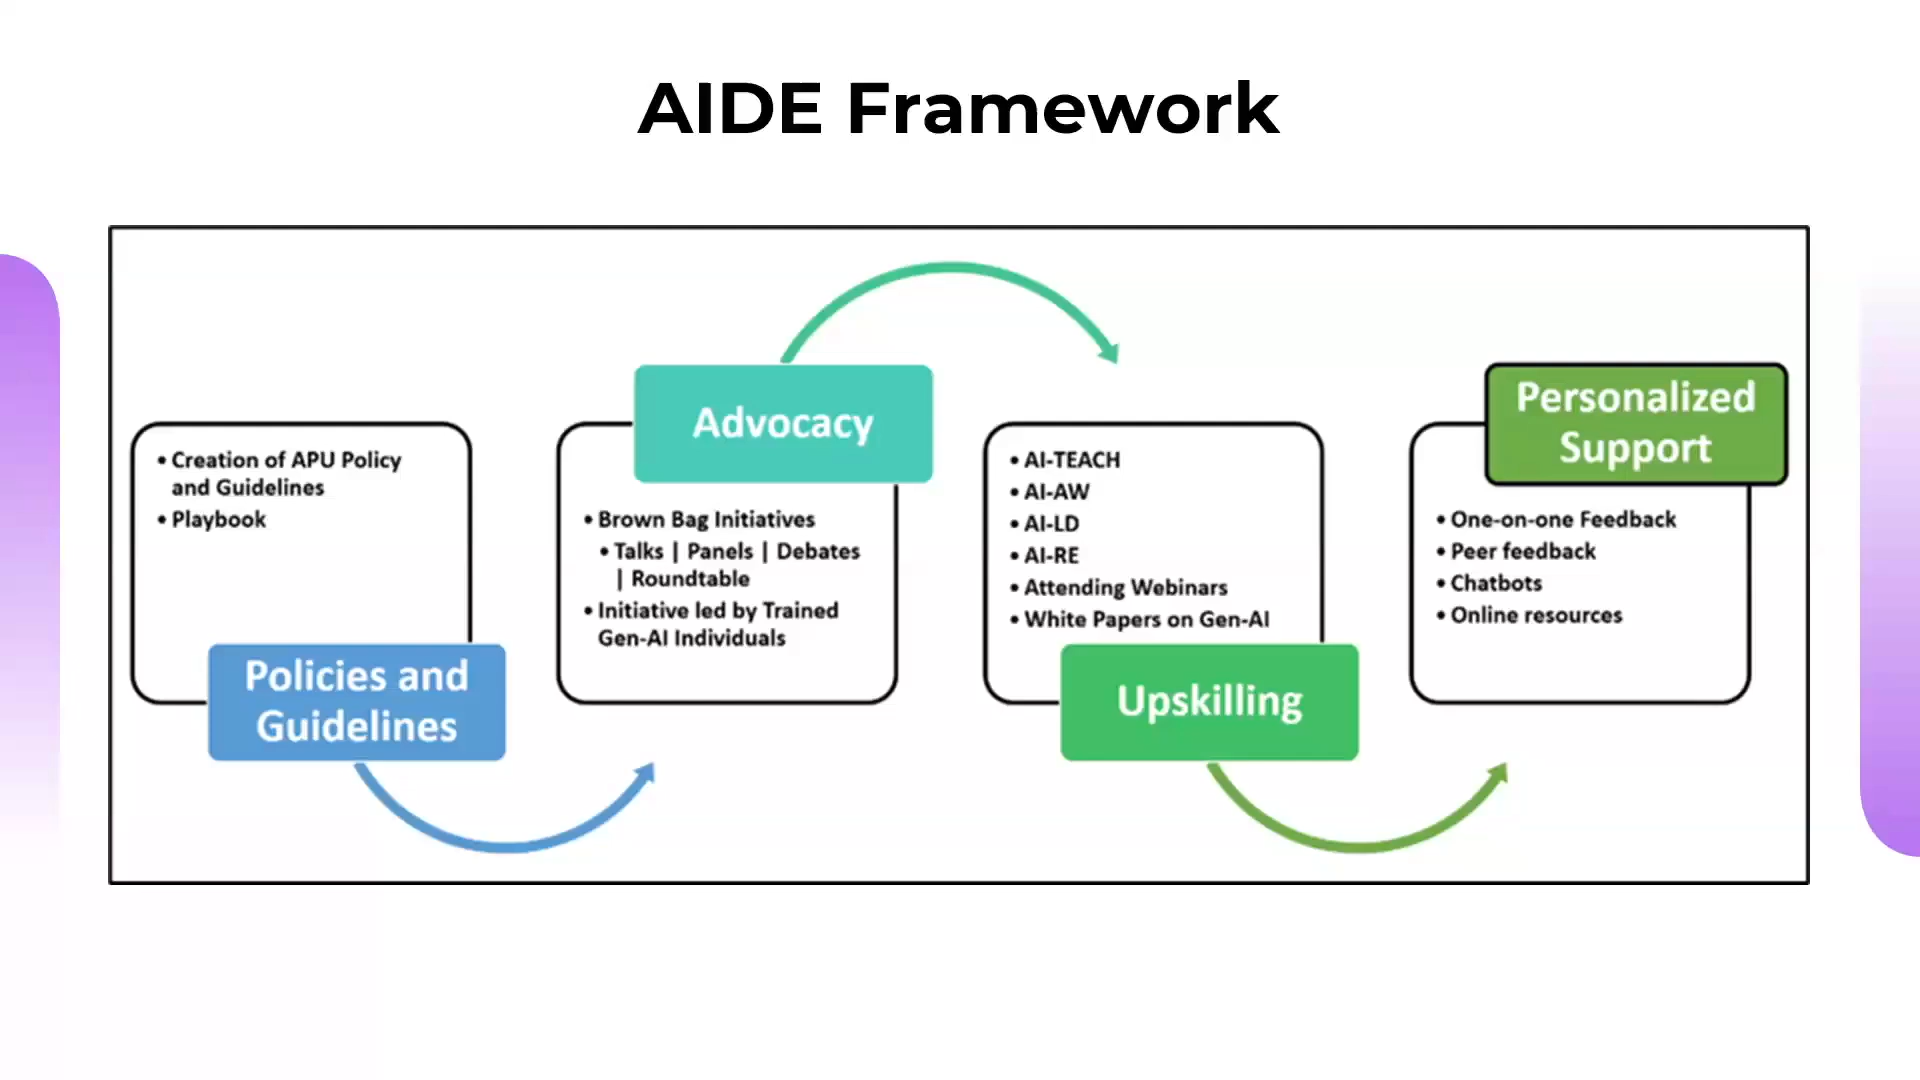 AIDE Framework
• Creation of APU Policy
and Guidelines
• Playbook
Policies and
Guidelines
Advocacy
• Brown Bag Initiatives
• Talks | Panels | Debates
| Roundtable
• Initiative led by Trained
Gen-AI Individuals
• AI-TEACH
• AI-AW
• AI-LD
• AI-RE
• Attending Webinars
• White Papers on Gen-AI
Upskilling
Personalized
Support
• One-on-one Feedback
• Peer feedback
• Chatbots
• Online resources